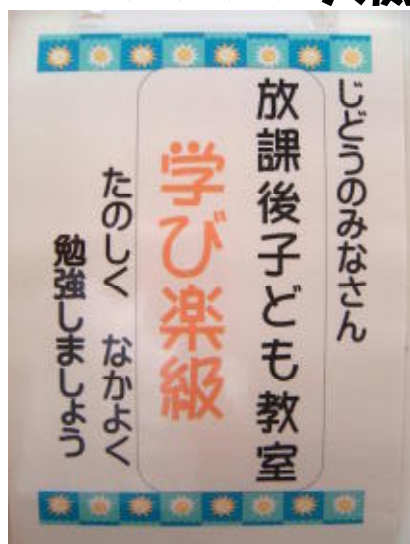 じどうのみなさん
放課後子ども教室
学び楽級
たのしく なかよく
勉強しましょう